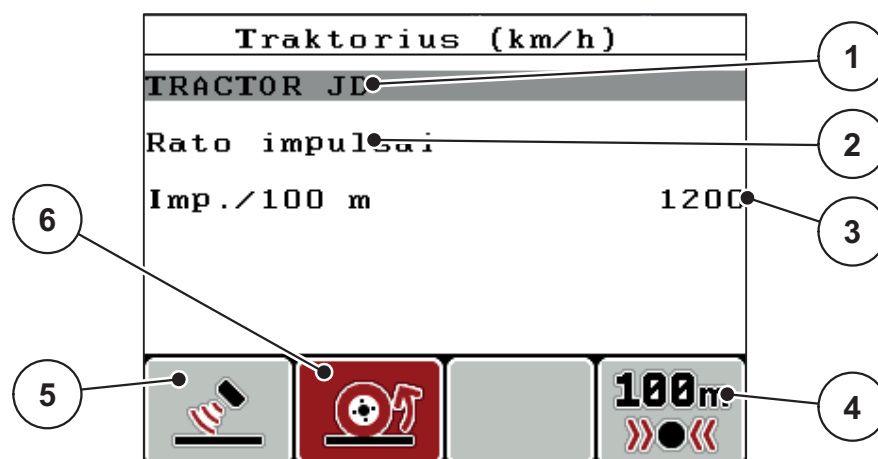 Traktorius (km/h)
TRACTOR JD
Rato impulsai
Imp./100 m 1200
100m
1
2
3
4
5
6